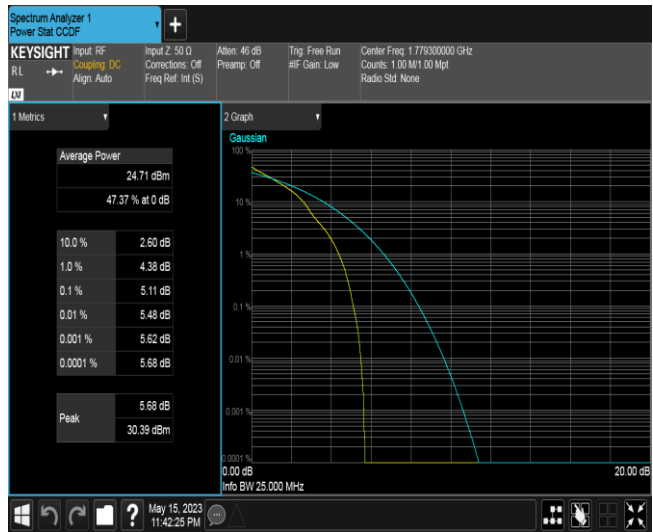 Spectrum Analyzer 1
Power Stat CCDF
+
KEYSIGHT
RL
LXI
Input: RF
Coupling: DC
Align: Auto
Input Z: 50 Ω
Corrections: Off
Freq Ref: Int (S)
Atten: 46 dB
Preamp: Off
Trig: Free Run
#IF Gain: Low
Center Freq: 1.779300000 GHz
Counts: 1.00 M/1.00 Mpt
Radio Std: None
1 Metrics
Average Power
24.71 dBm
47.37 % at 0 dB
10.0 % 2.60 dB
1.0 % 4.38 dB
0.1 % 5.11 dB
0.01 % 5.48 dB
0.001 % 5.62 dB
0.0001 % 5.68 dB
Peak
5.68 dB
30.39 dBm
2 Graph
Gaussian
100 %
10 %
1 %
0.1 %
0.01 %
0.001 %
0.0001 %
0.00 dB 20.00 dB
Info BW 25.000 MHz
?
May 15, 2023
11:42:25 PM